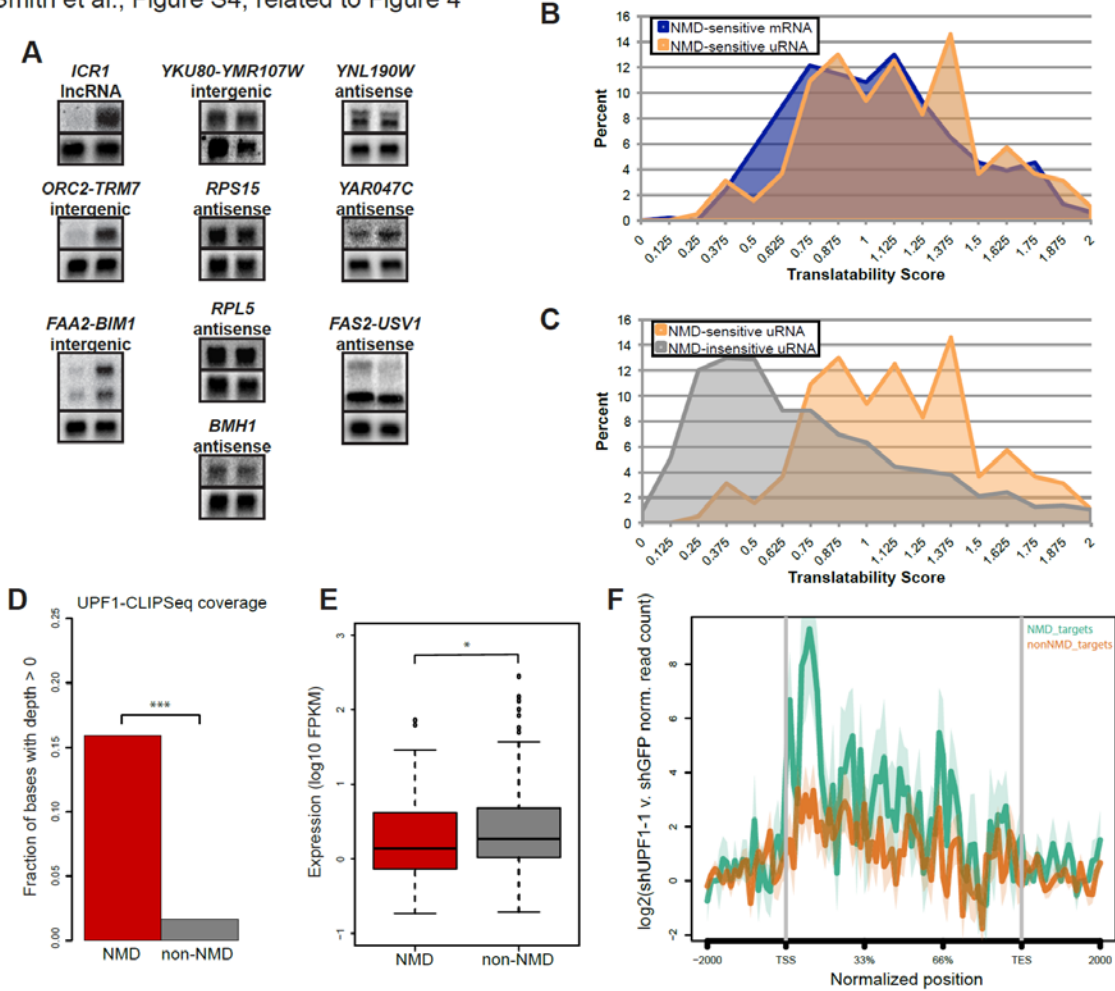 Smith et al., Figure S4, related to Figure 4
A
ICR1
lncRNA
YKU80-YMR107W
intergenic
YNL190W
antisense
ORC2-TRM7
intergenic
RPS15
antisense
YAR047C
antisense
FAA2-BIM1
intergenic
RPL5
antisense
FAS2-USV1
antisense
BMH1
antisense
B
NMD-sensitive mRNA
NMD-sensitive uRNA
Percent
16
14
12
10
8
6
4
2
0
0 0.125 0.25 0.375 0.5 0.625 0.75 0.875 1 1.125 1.25 1.375 1.5 1.625 1.75 1.875 2
Translatability Score
C
NMD-sensitive uRNA
NMD-insensitive uRNA
Percent
16
14
12
10
8
6
4
2
0
0 0.125 0.25 0.375 0.5 0.625 0.75 0.875 1 1.125 1.25 1.375 1.5 1.625 1.75 1.875 2
Translatability Score
D
UPF1-CLIPSeq coverage
Fraction of bases with depth > 0
0.25
0.20
0.15
0.10
0.05
0.00
***
NMD non-NMD
E
Expression (log10 FPKM)
3
2
1
0
−1
*
NMD non-NMD
F
log2(shUPF1-1 v. shGFP norm. read count)
NMD_targets
nonNMD_targets
8
6
4
2
0
−2
−2000 TSS 33% 66% TES 2000
Normalized position